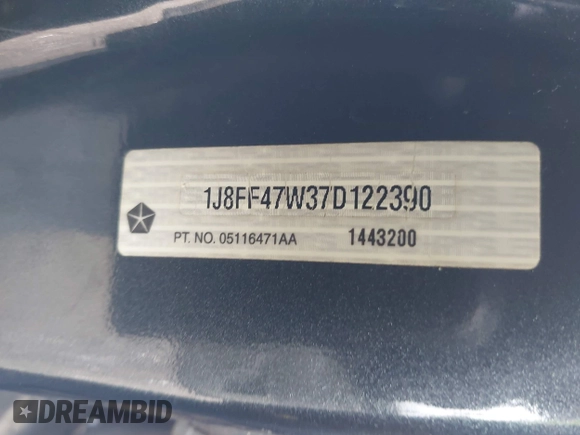 1J8FF47W37D122390
PT. NO. 05116471AA 1443200
DREAMBID